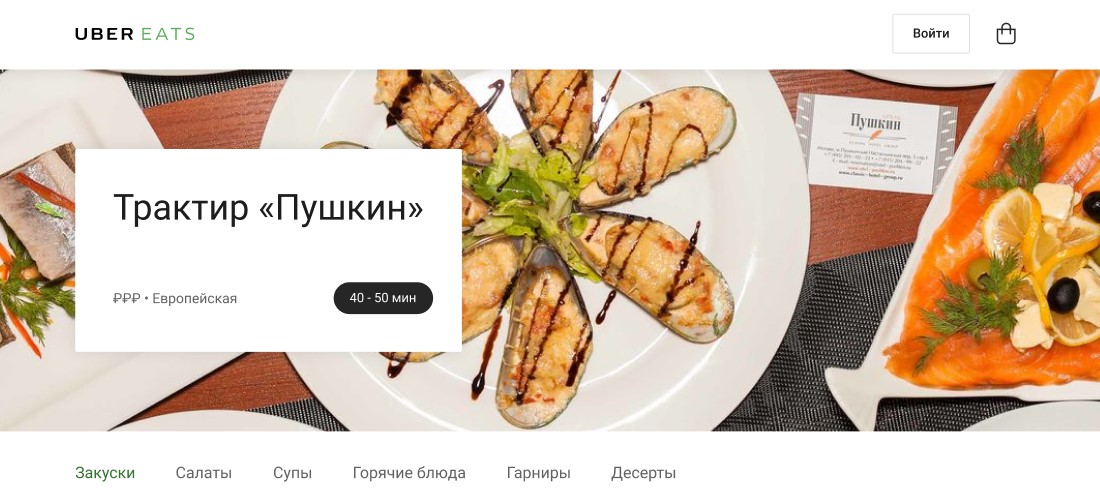 UBER EATS
Войти
Пушкин
Трактир «Пушкин»
₽₽₽ • Европейская
40 - 50 мин
Закуски
Салаты
Супы
Горячие блюда
Гарниры
Десерты